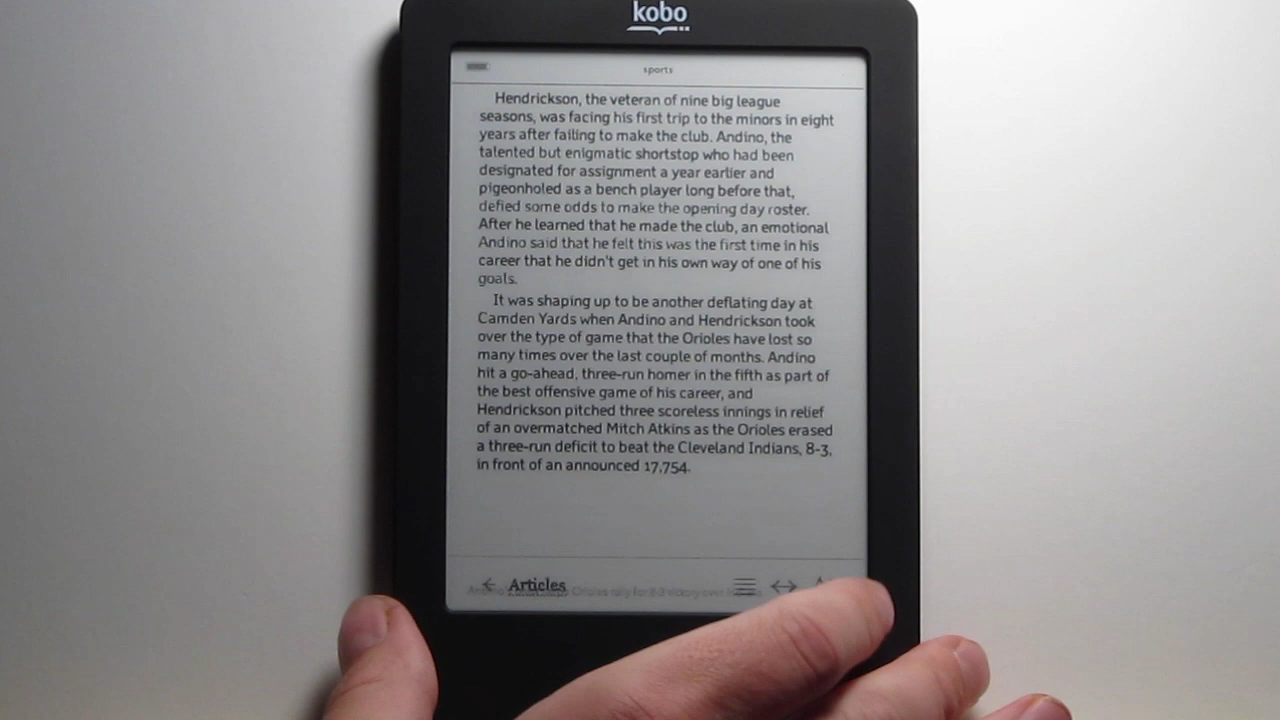 kobo
sports
Hendrickson, the veteran of nine big league
seasons, was facing his first trip to the minors in eight
years after failing to make the club. Andino, the
talented but enigmatic shortstop who had been
designated for assignment a year earlier and
pigeonholed as a bench player long before that,
defied some odds to make the opening day roster.
After he learned that he made the club, an emotional
Andino said that he felt this was the first time in his
career that he didn't get in his own way of one of his
goals.
It was shaping up to be another deflating day at
Camden Yards when Andino and Hendrickson took
over the type of game that the Orioles have lost so
many times over the last couple of months. Andino
hit a go-ahead, three-run homer in the fifth as part of
the best offensive game of his career, and
Hendrickson pitched three scoreless innings in relief
of an overmatched Mitch Atkins as the Orioles erased
a three-run deficit to beat the Cleveland Indians, 8-3,
in front of an announced 17,754.
Articles
Orioles rally for 8-3 victory over